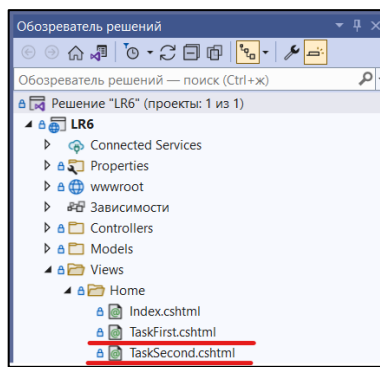 Обозреватель решений
Обозреватель решений — поиск (Ctrl+ж)
Решение "LR6" (проекты: 1 из 1)
LR6
Connected Services
Properties
wwwroot
Зависимости
Controllers
Models
Views
Home
Index.cshtml
TaskFirst.cshtml
TaskSecond.cshtml